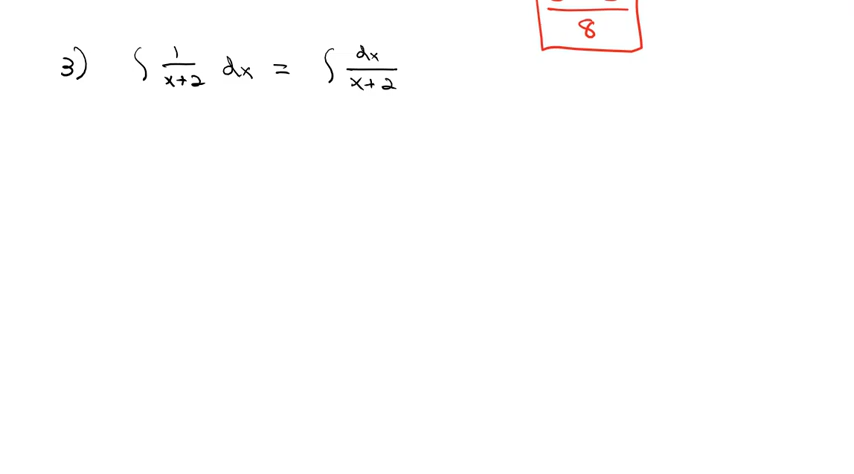 8
3) ∫ 1/(x+2) dx = ∫ dx/(x+2)